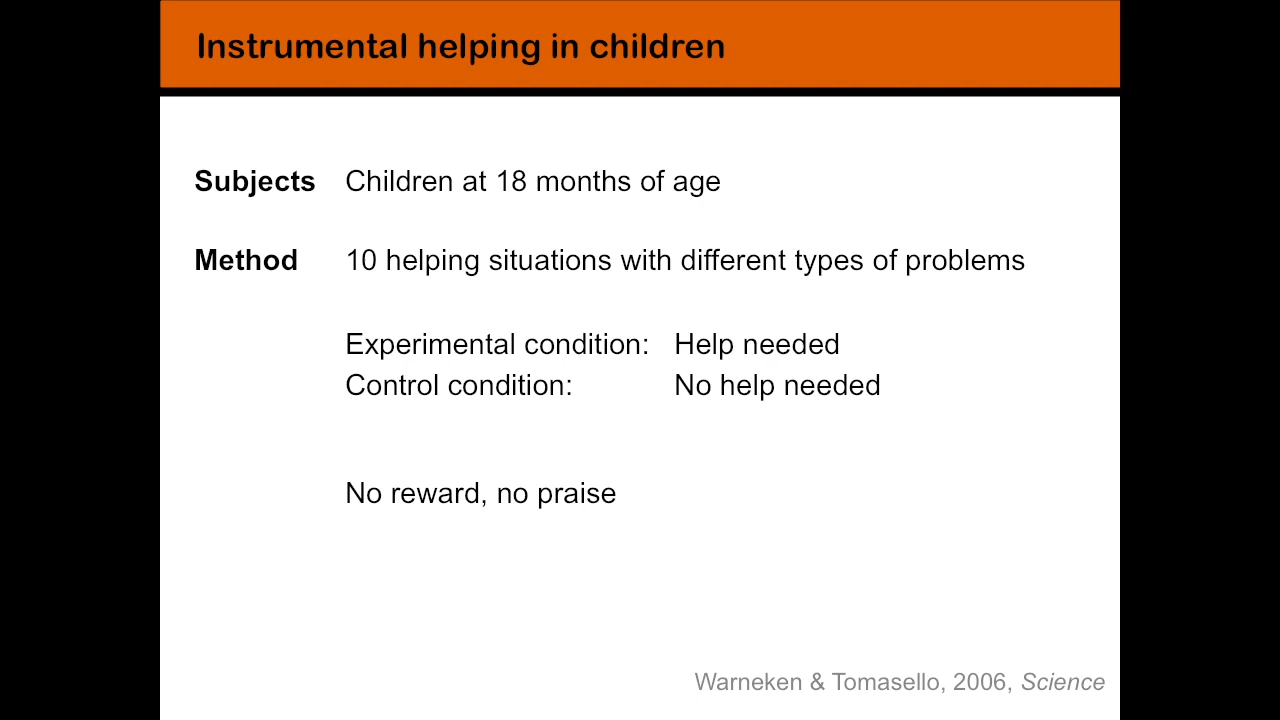 Instrumental helping in children
Subjects Children at 18 months of age
Method 10 helping situations with different types of problems
Experimental condition: Help needed
Control condition: No help needed
No reward, no praise
Warneken & Tomasello, 2006, Science